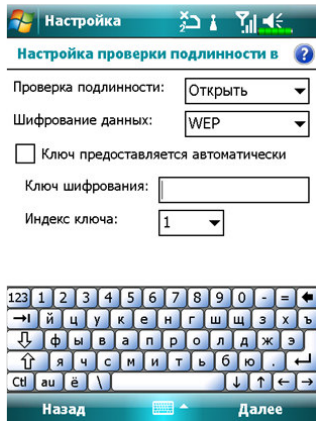 Настройка
Настройка проверки подлинности в
Проверка подлинности: Открыть
Шифрование данных: WEP
Ключ предоставляется автоматически
Ключ шифрования:
Индекс ключа: 1
123 1 2 3 4 5 6 7 8 9 0 - =
й ц у к е н г ш щ з х ъ
ф ы в а п р о л д ж э
я ч с м и т ь б ю .
Ctl au ё \
Назад Далее